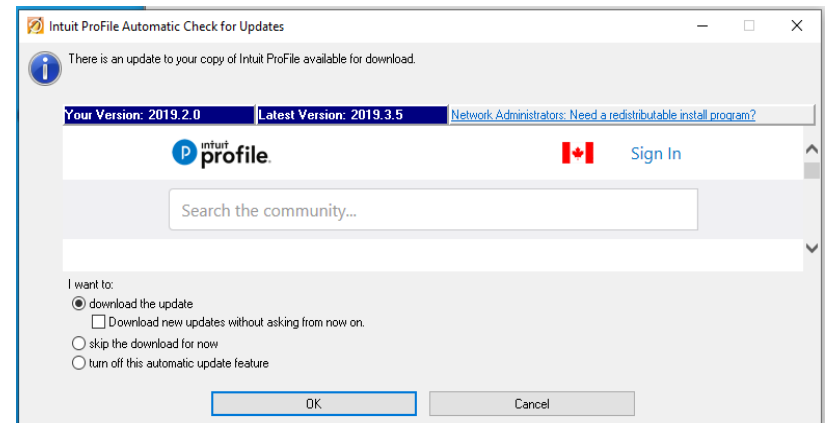 Intuit ProFile Automatic Check for Updates
There is an update to your copy of Intuit ProFile available for download.
Your Version: 2019.2.0 Latest Version: 2019.3.5 Network Administrators: Need a redistributable install program?
P intuit profile. Sign In
Search the community...
I want to:
download the update
Download new updates without asking from now on.
skip the download for now
turn off this automatic update feature
OK Cancel